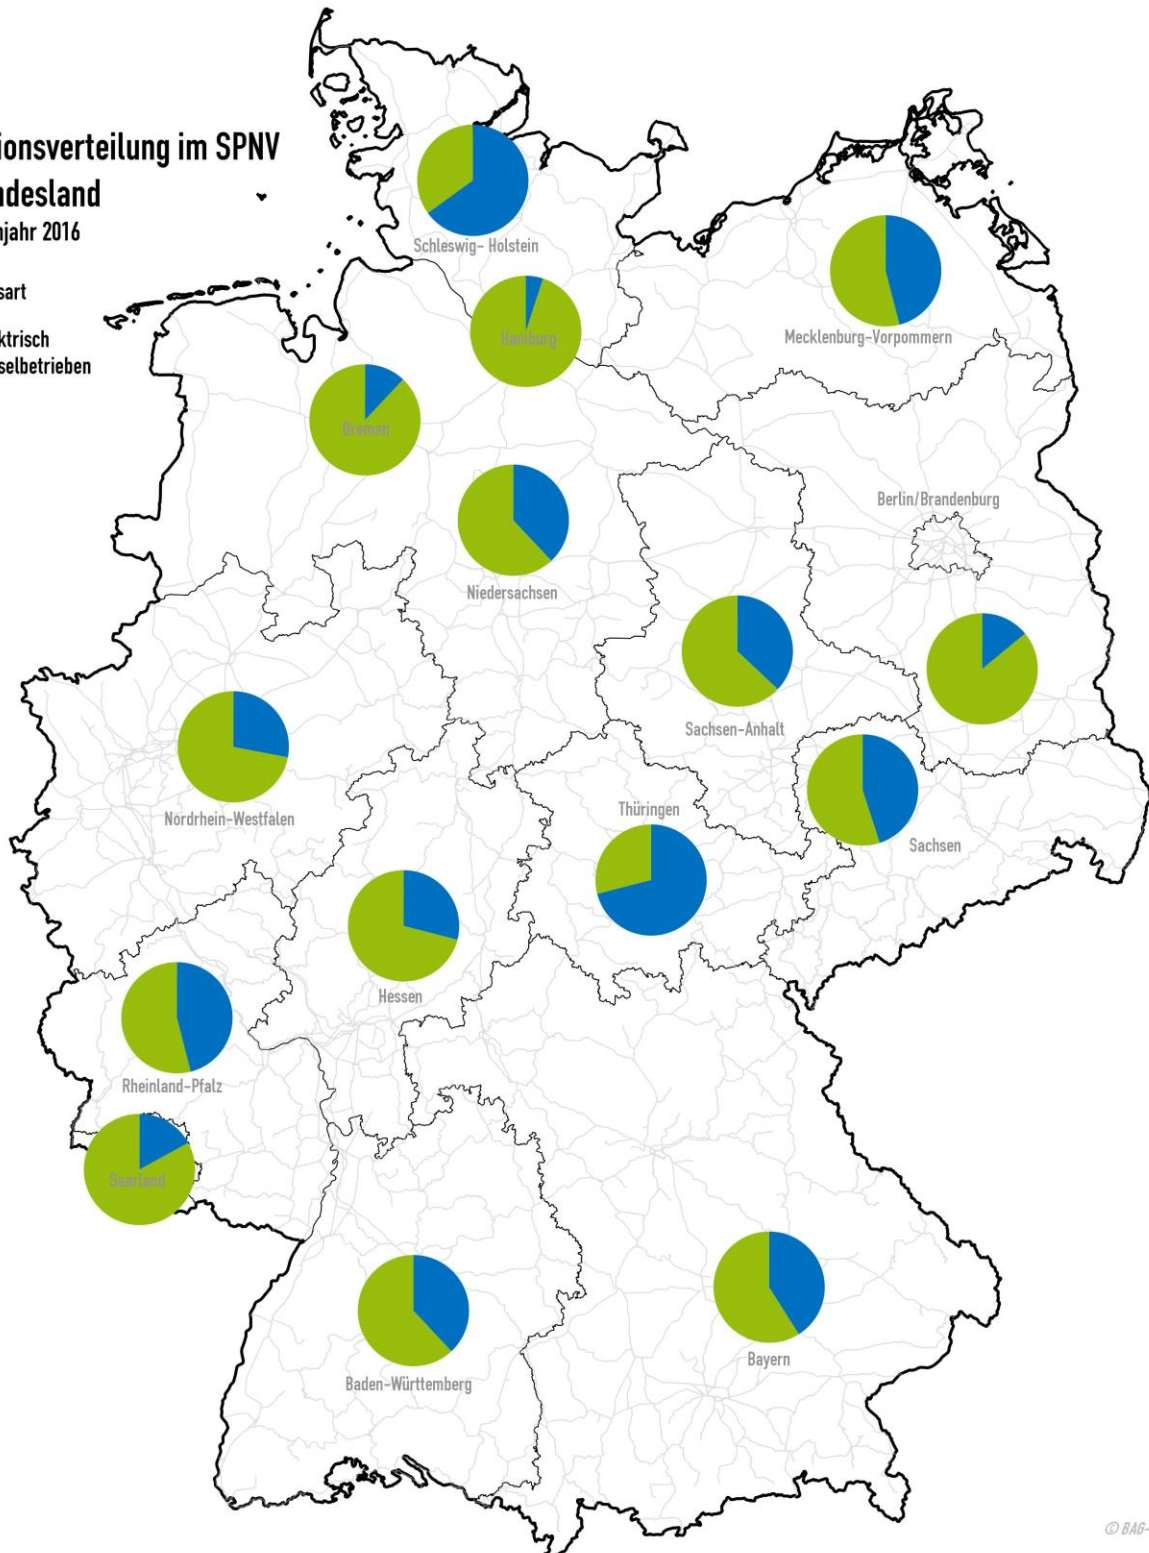 ionsverteilung im SPNV
ndesland
njahr 2016
sart
ktrisch
selbetrieben
Schleswig- Holstein
Mecklenburg-Vorpommern
Hamburg
Bremen
Berlin/Brandenburg
Niedersachsen
Sachsen-Anhalt
Nordrhein-Westfalen
Thüringen
Sachsen
Hessen
Rheinland-Pfalz
Saarland
Bayern
Baden-Württemberg
© BAG-